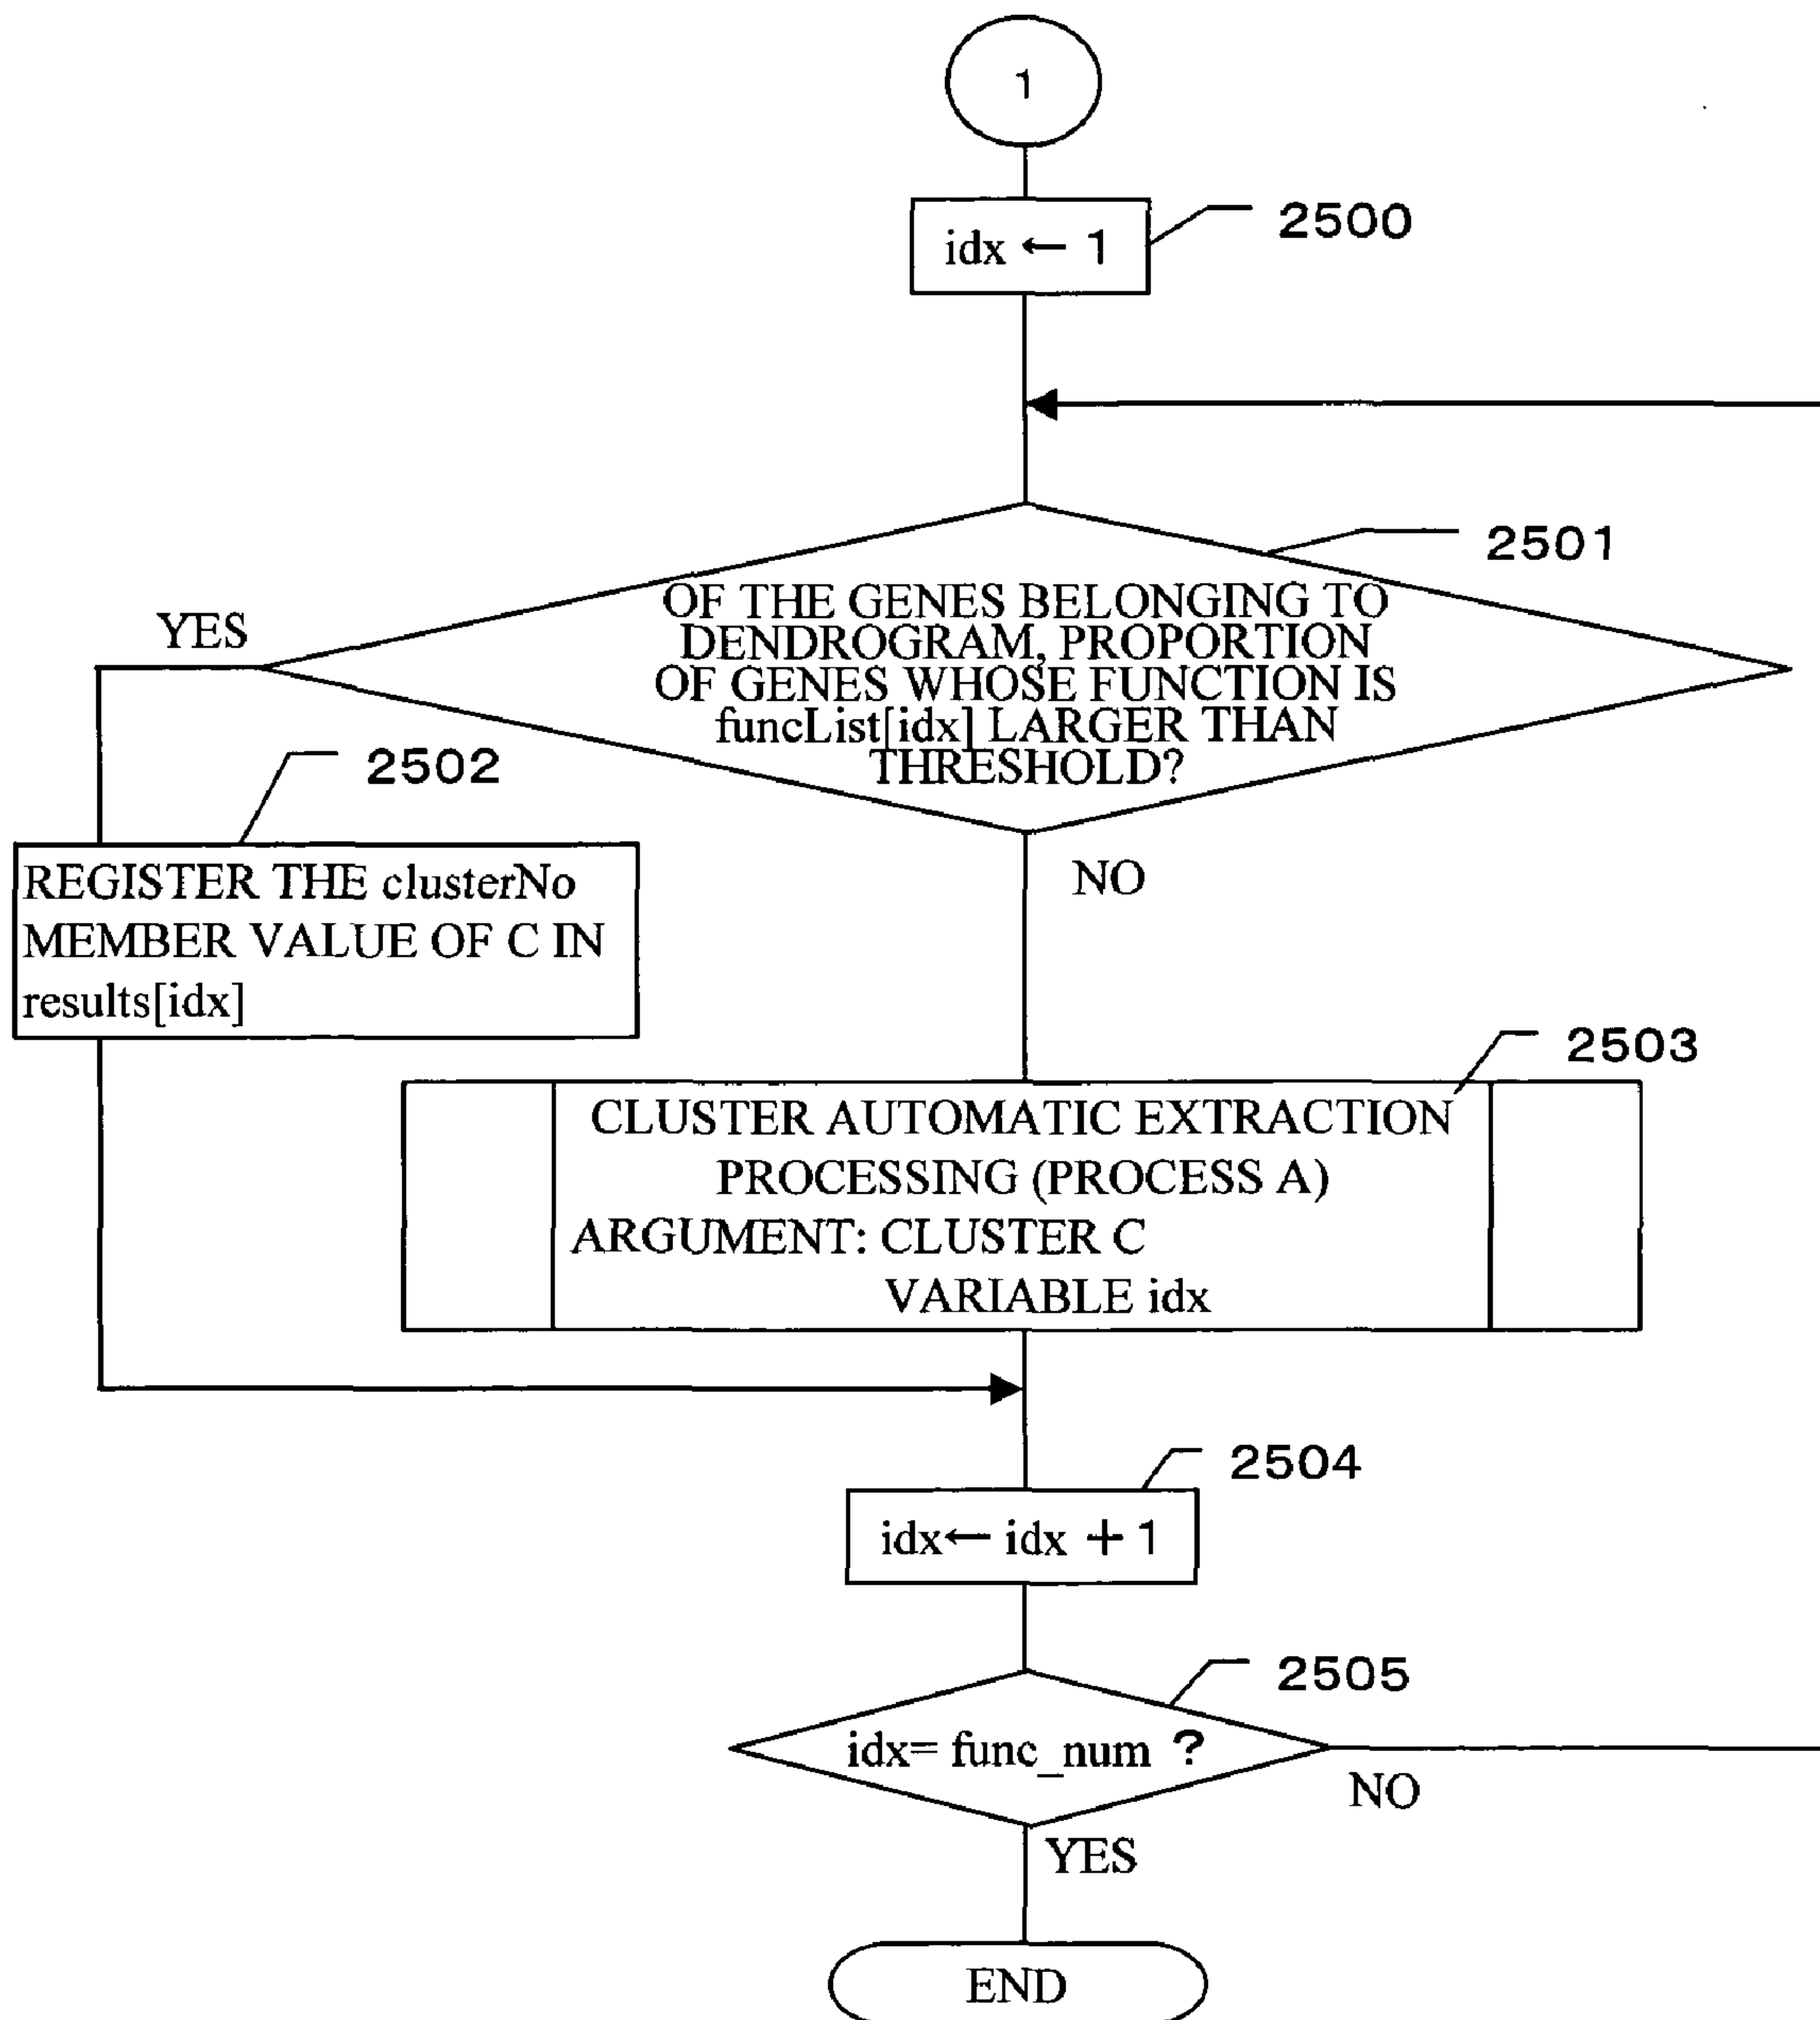 1
idx ← 1
2500
2501
OF THE GENES BELONGING TO
DENDROGRAM, PROPORTION
OF GENES WHOSE FUNCTION IS
funcList[idx] LARGER THAN
THRESHOLD?
YES
2502
NO
REGISTER THE clusterNo
MEMBER VALUE OF C IN
results[idx]
2503
CLUSTER AUTOMATIC EXTRACTION
PROCESSING (PROCESS A)
ARGUMENT: CLUSTER C
VARIABLE idx
2504
idx← idx + 1
2505
idx= func_num ?
NO
YES
END